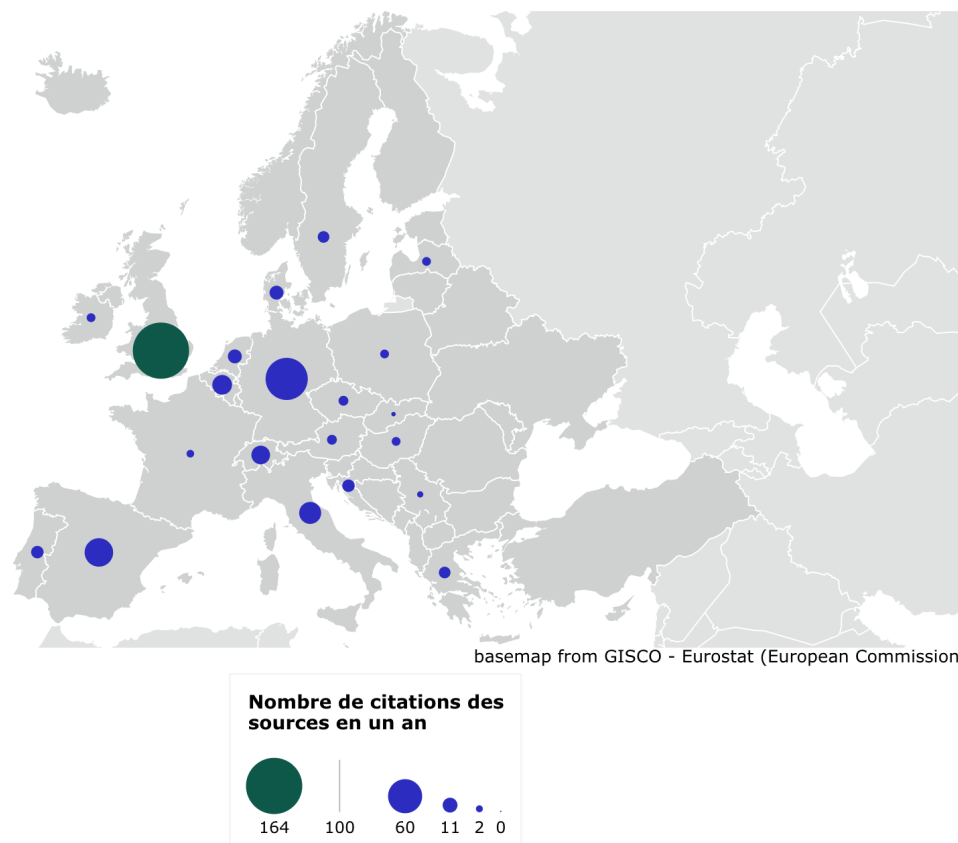 basemap from GISCO - Eurostat (European Commission
Nombre de citations des
sources en un an
164 100 60 11 2 0